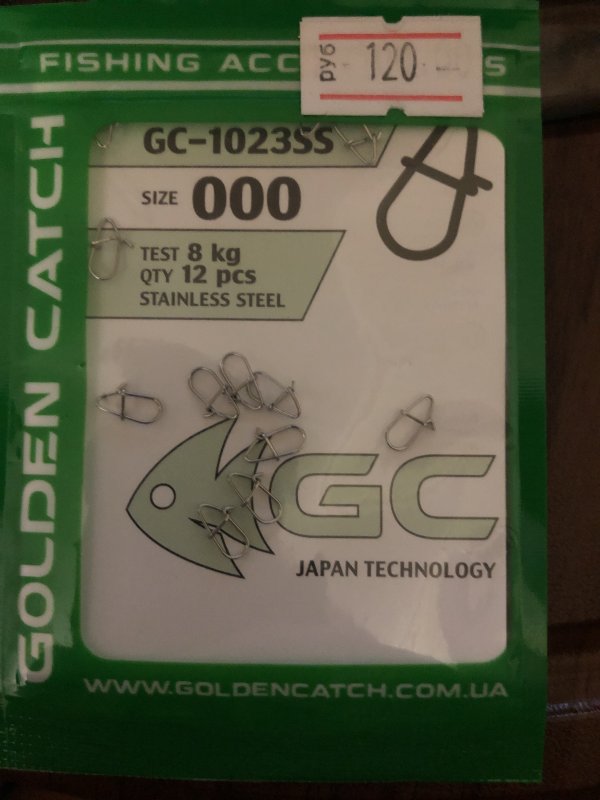 FISHING ACC S
руб 120
GOLDEN CATCH
GC-1023SS
SIZE 000
TEST 8 kg
QTY 12 pcs
STAINLESS STEEL
GC
JAPAN TECHNOLOGY
WWW.GOLDENCATCH.COM.UA